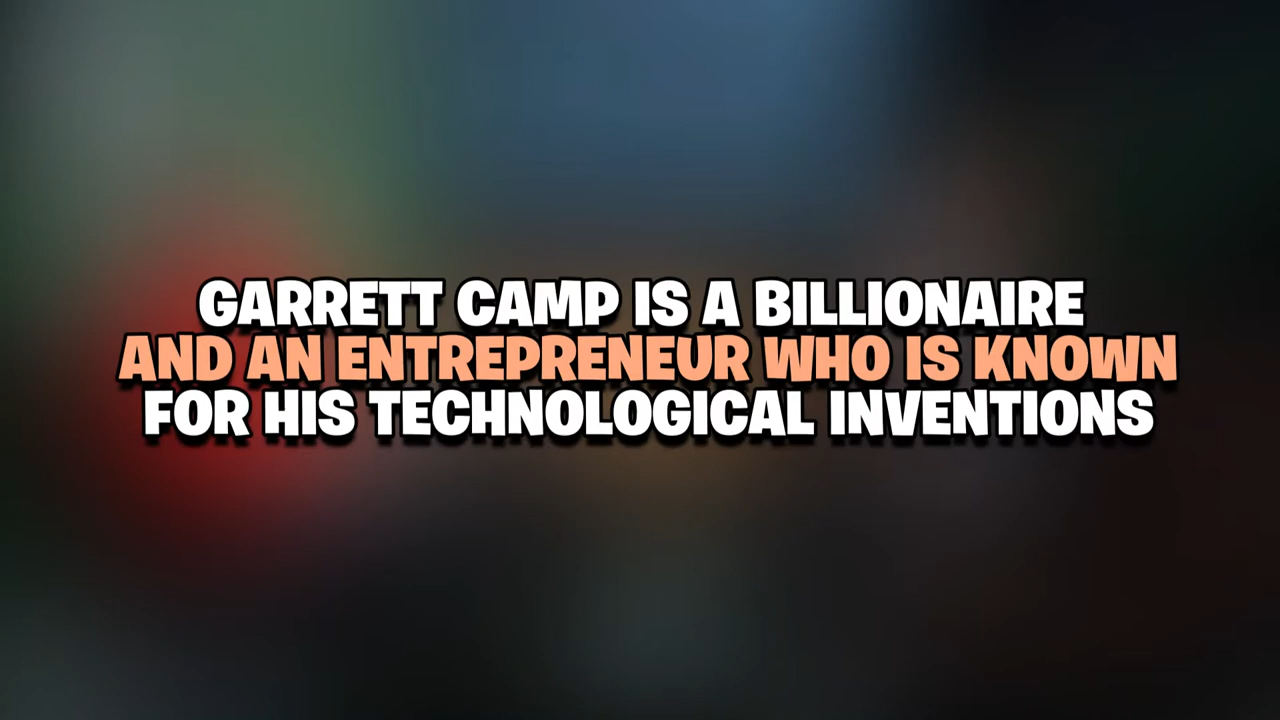 GARRETT CAMP IS A BILLIONAIRE
AND AN ENTREPRENEUR WHO IS KNOWN
FOR HIS TECHNOLOGICAL INVENTIONS